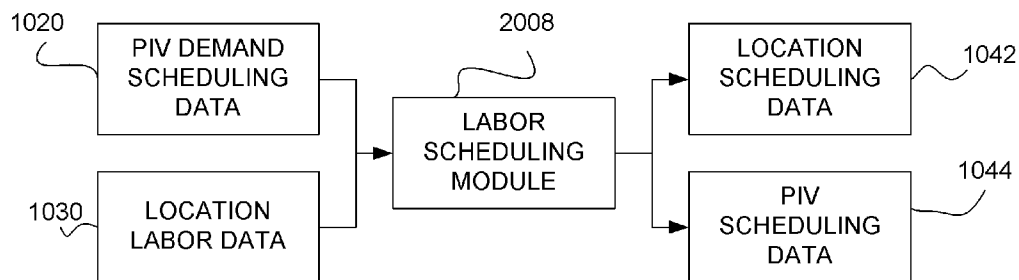 1020
PIV DEMAND
SCHEDULING
DATA
1030
LOCATION
LABOR DATA
2008
LABOR
SCHEDULING
MODULE
LOCATION
SCHEDULING
DATA
1042
PIV
SCHEDULING
DATA
1044